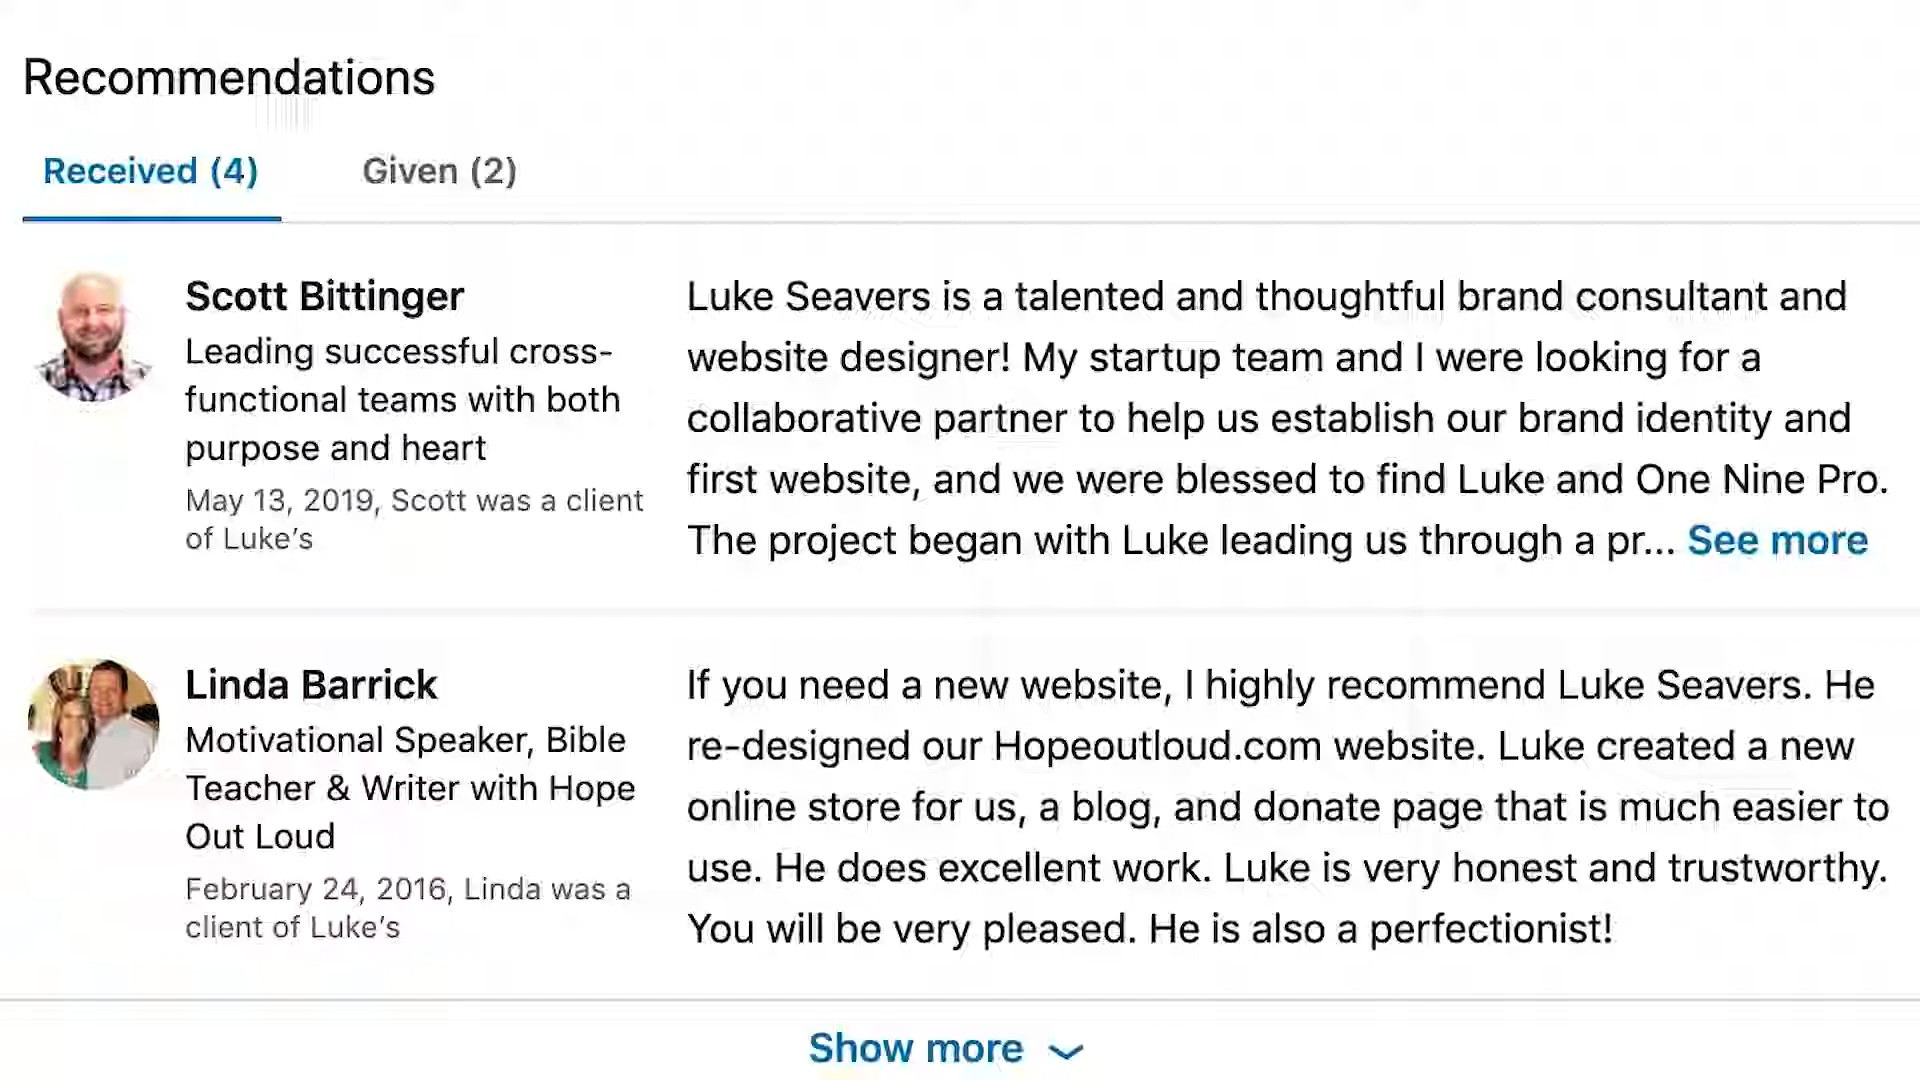 Recommendations
Received (4)
Given (2)
Scott Bittinger
Leading successful cross-
functional teams with both
purpose and heart
May 13, 2019, Scott was a client
of Luke's
Luke Seavers is a talented and thoughtful brand consultant and
website designer! My startup team and I were looking for a
collaborative partner to help us establish our brand identity and
first website, and we were blessed to find Luke and One Nine Pro.
The project began with Luke leading us through a pr... See more
Linda Barrick
Motivational Speaker, Bible
Teacher & Writer with Hope
Out Loud
February 24, 2016, Linda was a
client of Luke's
If you need a new website, I highly recommend Luke Seavers. He
re-designed our Hopeoutloud.com website. Luke created a new
online store for us, a blog, and donate page that is much easier to
use. He does excellent work. Luke is very honest and trustworthy.
You will be very pleased. He is also a perfectionist!
Show more